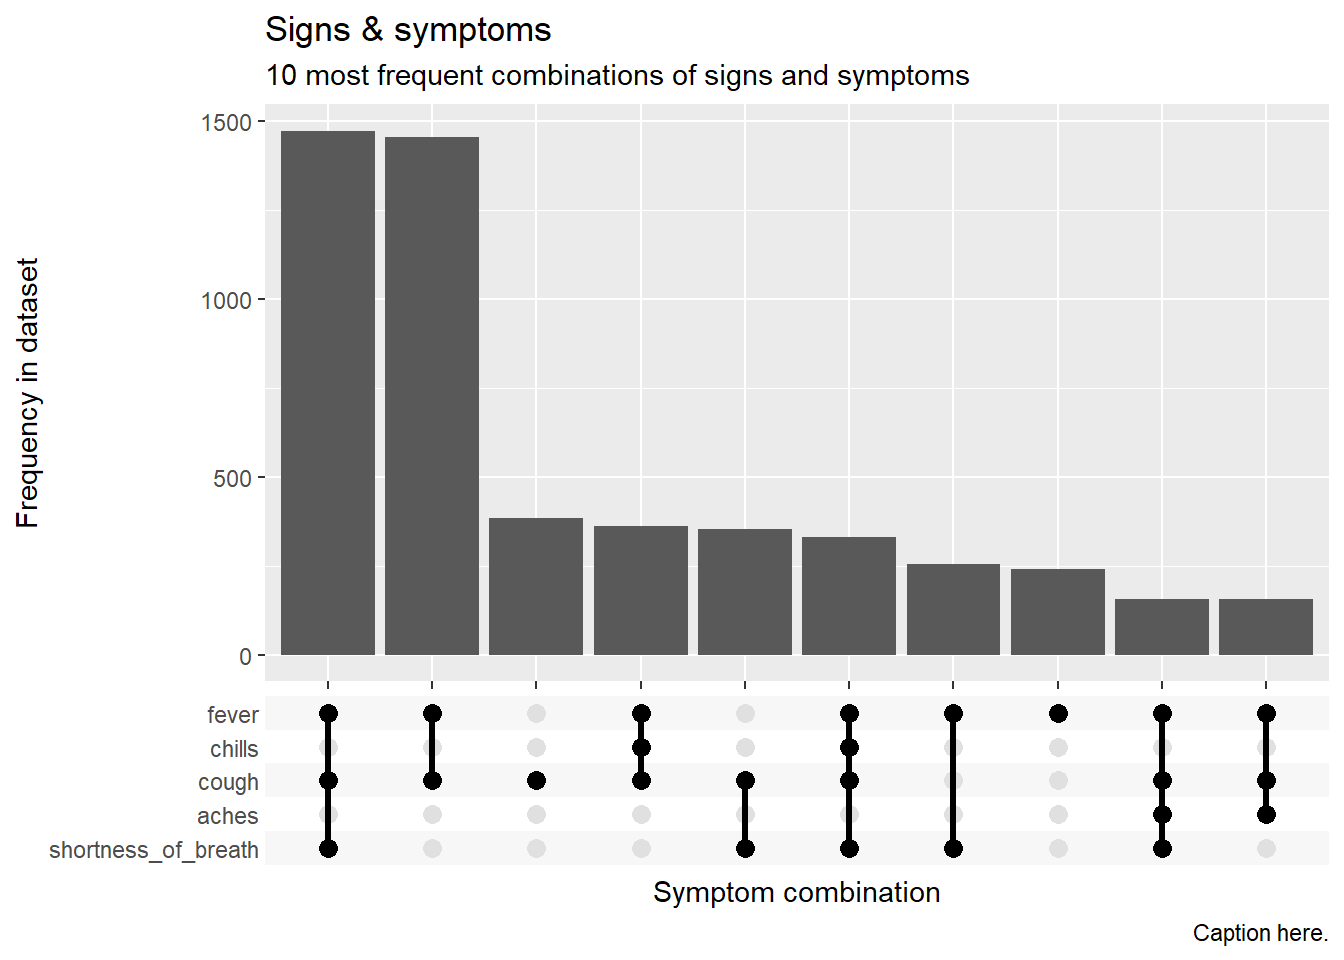 Signs & symptoms
10 most frequent combinations of signs and symptoms
Frequency in dataset
1500
1000
500
0
fever
chills
cough
aches
shortness_of_breath
Symptom combination
Caption here.